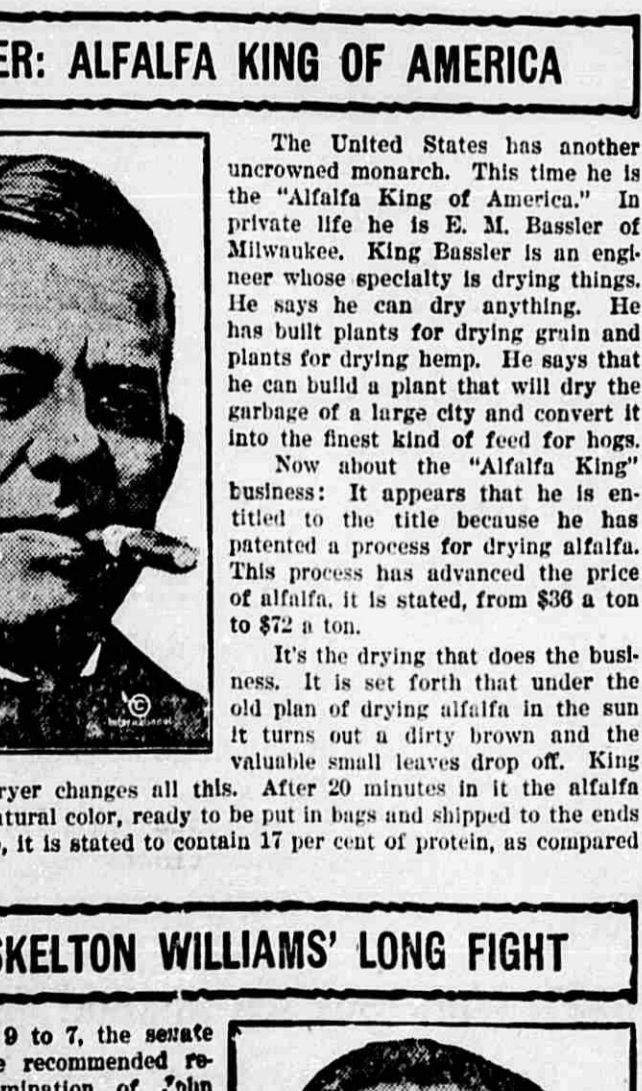 ER: ALFALFA KING OF AMERICA
The United States has another
uncrowned monarch. This time he is
the "Alfalfa King of America." In
private life he is E. M. Bassler of
Milwaukee. King Bassler is an engi-
neer whose specialty is drying things.
He says he can dry anything. He
has built plants for drying grain and
plants for drying hemp. He says that
he can build a plant that will dry the
garbage of a large city and convert it
into the finest kind of feed for hogs.
Now about the "Alfalfa King"
business: It appears that he is en-
titled to the title because he has
patented a process for drying alfalfa.
This process has advanced the price
of alfalfa, it is stated, from $36 a ton
to $72 a ton.
It's the drying that does the busi-
ness. It is set forth that under the
old plan of drying alfalfa in the sun
it turns out a dirty brown and the
valuable small leaves drop off. King
ryer changes all this. After 20 minutes in it the alfalfa
atural color, ready to be put in bags and shipped to the ends
, it is stated to contain 17 per cent of protein, as compared
© International
SKELTON WILLIAMS' LONG FIGHT
9 to 7, the senate
e recommended re-
mination of John